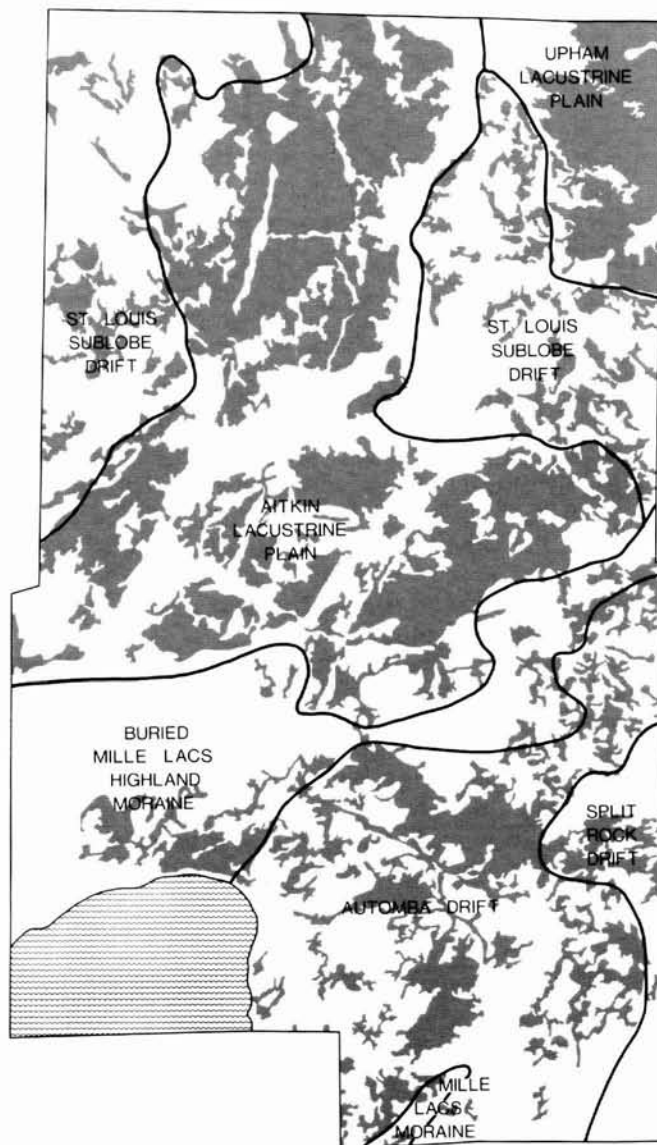 UPHAM
LACUSTRINE
PLAIN
ST. LOUIS
SUBLOBE
DRIFT
ST. LOUIS
SUBLOBE
DRIFT
AITKIN
LACUSTRINE
PLAIN
BURIED
MILLE LACS
HIGHLAND
MORAINE
SPLIT
ROCK
DRIFT
AUTOMBA DRIFT
MILLE
LACS
MORAINE